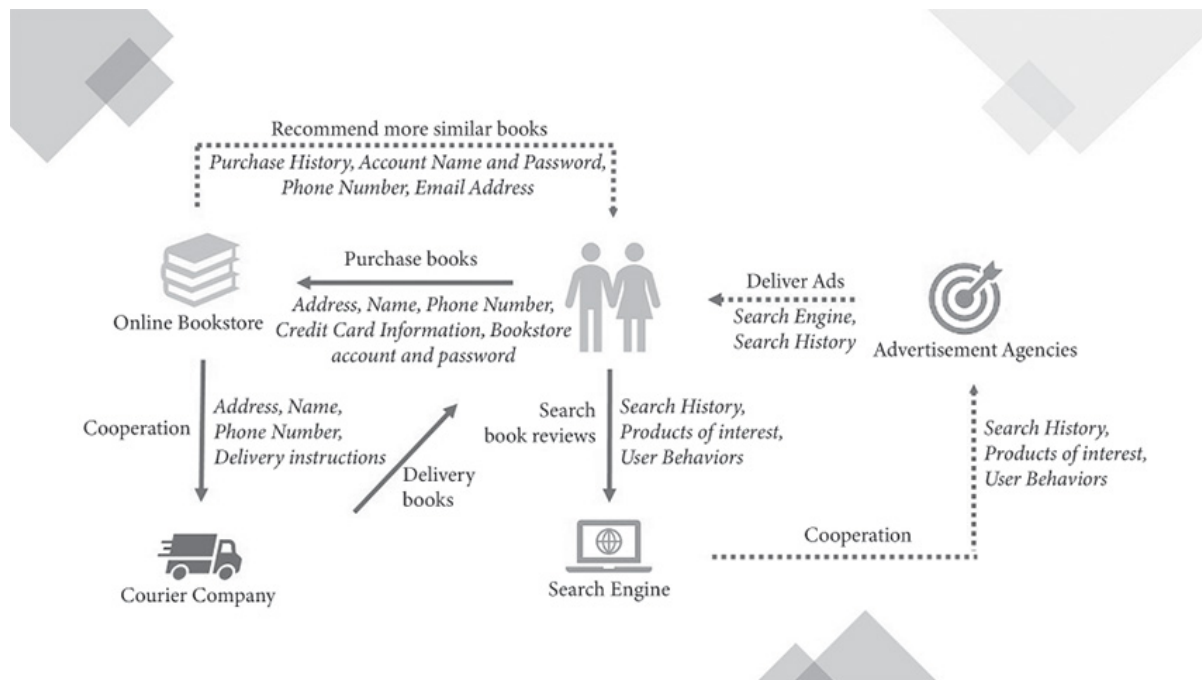 Recommend more similar books
Purchase History, Account Name and Password,
Phone Number, Email Address
Purchase books
Address, Name, Phone Number,
Credit Card Information, Bookstore
account and password
Online Bookstore
Deliver Ads
Search Engine,
Search History
Advertisement Agencies
Cooperation
Address, Name,
Phone Number,
Delivery instructions
Delivery
books
Search
book reviews
Search History,
Products of interest,
User Behaviors
Search History,
Products of interest,
User Behaviors
Cooperation
Courier Company
Search Engine